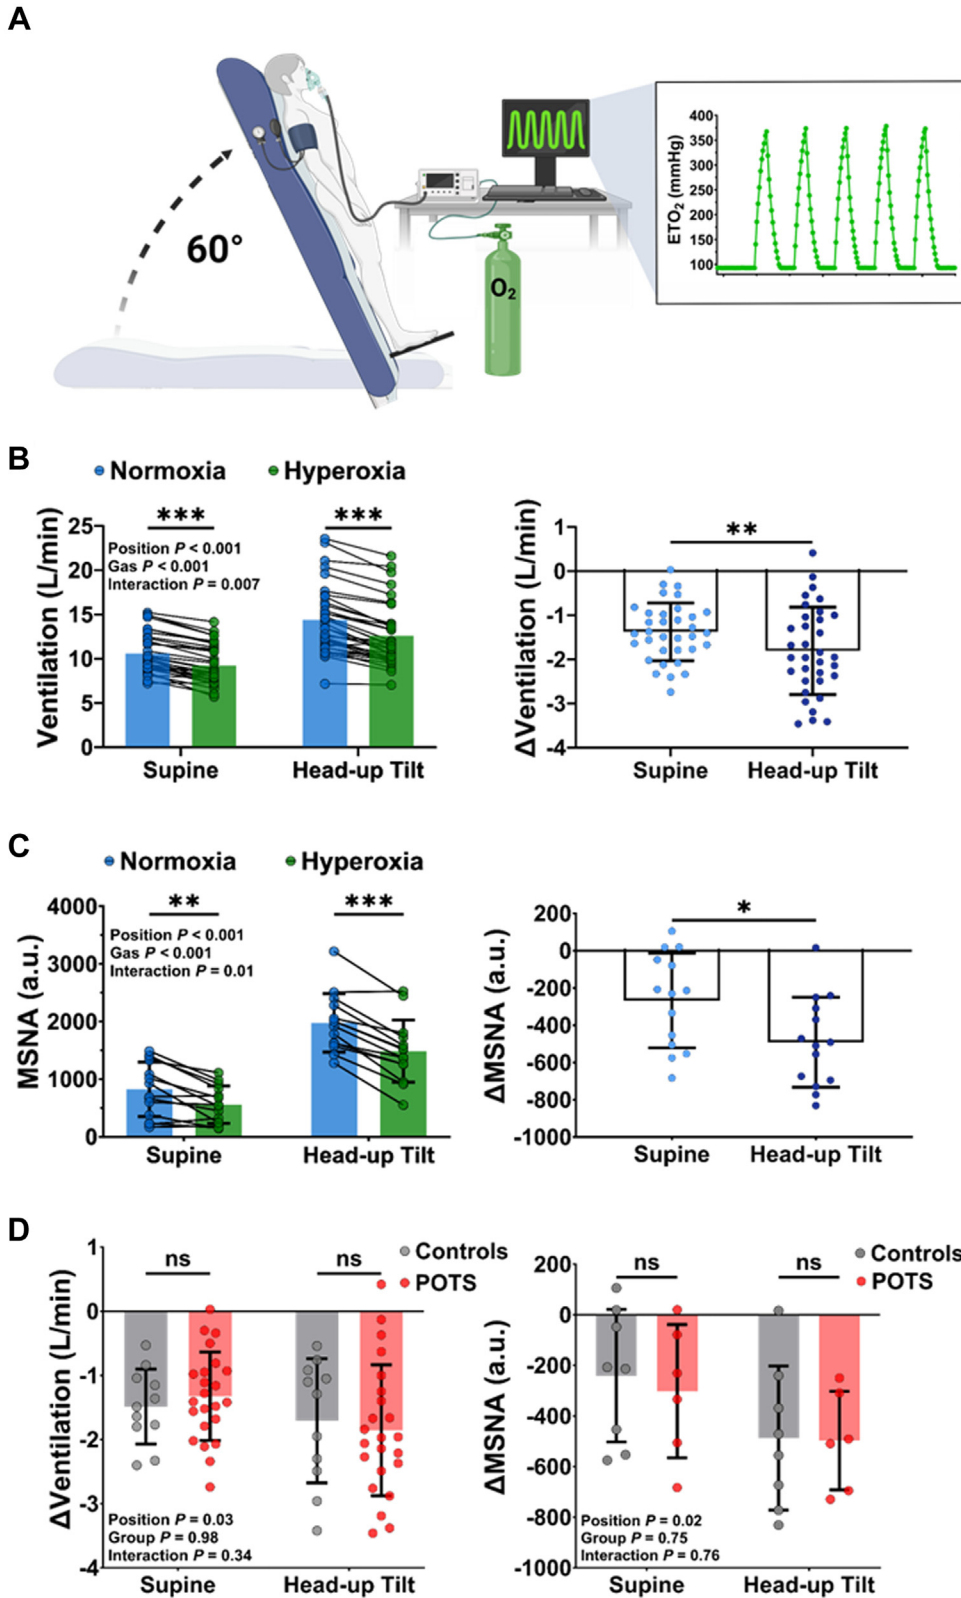 A
60°
O₂
ETO₂ (mmHg)
400
350
300
250
200
150
100
B
Normoxia
Hyperoxia
Ventilation (L/min)
25
20
15
10
5
0
***
***
Position P < 0.001
Gas P < 0.001
Interaction P = 0.007
Supine
Head-up Tilt
ΔVentilation (L/min)
1
0
-1
-2
-3
-4
**
Supine
Head-up Tilt
C
Normoxia
Hyperoxia
MSNA (a.u.)
4000
3000
2000
1000
0
**
***
Position P < 0.001
Gas P < 0.001
Interaction P = 0.01
Supine
Head-up Tilt
ΔMSNA (a.u.)
200
0
-200
-400
-600
-800
-1000
*
Supine
Head-up Tilt
D
Controls
POTS
ΔVentilation (L/min)
1
0
-1
-2
-3
-4
ns
ns
Position P = 0.03
Group P = 0.98
Interaction P = 0.34
Supine
Head-up Tilt
Controls
POTS
ΔMSNA (a.u.)
200
0
-200
-400
-600
-800
-1000
ns
ns
Position P = 0.02
Group P = 0.75
Interaction P = 0.76
Supine
Head-up Tilt